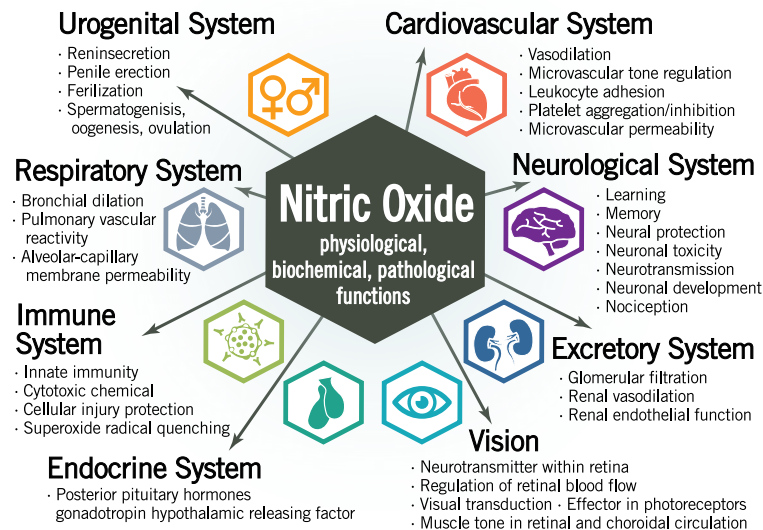 Urogenital System
· Reninsecretion
· Penile erection
· Ferilization
· Spermatogenisis,
oogenesis, ovulation
Cardiovascular System
· Vasodilation
· Microvascular tone regulation
· Leukocyte adhesion
· Platelet aggregation/inhibition
· Microvascular permeability
Respiratory System
· Bronchial dilation
· Pulmonary vascular
reactivity
· Alveolar-capillary
membrane permeability
Nitric Oxide
physiological,
biochemical, pathological
functions
Neurological System
· Learning
· Memory
· Neural protection
· Neuronal toxicity
· Neurotransmission
· Neuronal development
· Nociception
Immune
System
· Innate immunity
· Cytotoxic chemical
· Cellular injury protection
· Superoxide radical quenching
Excretory System
· Glomerular filtration
· Renal vasodilation
· Renal endothelial function
Endocrine System
· Posterior pituitary hormones
gonadotropin hypothalamic releasing factor
Vision
· Neurotransmitter within retina
· Regulation of retinal blood flow
· Visual transduction · Effector in photoreceptors
· Muscle tone in retinal and choroidal circulation